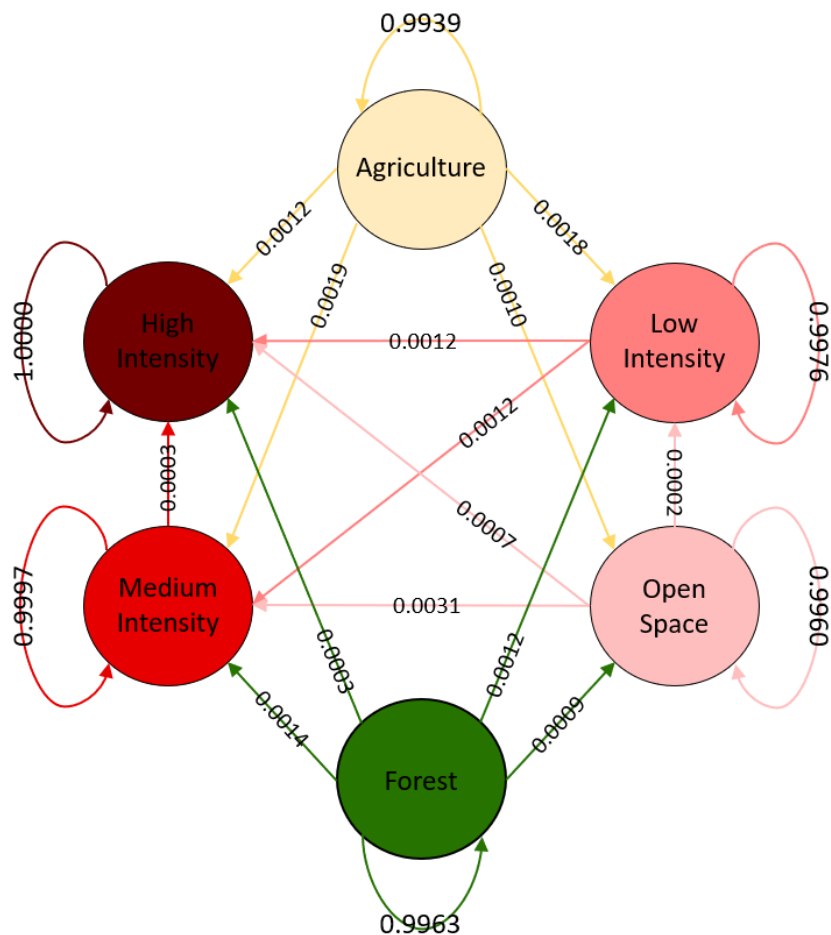 0.9939
Agriculture
0.0012
0.0018
0.0019
0.0010
1.0000
High
Intensity
0.0012
Low
Intensity
0.9976
0.0012
0.0003
0.0007
0.0002
0.9997
Medium
Intensity
0.0031
Open
Space
0.9960
0.0003
0.0012
0.0014
0.0009
Forest
0.9963